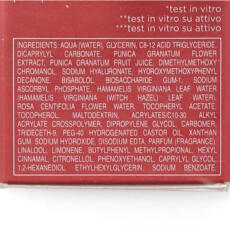 *test in vitro
**test in vitro su attivo
***test in vitro su attivo
INGREDIENTS: AQUA (WATER), GLYCERIN, C8-12 ACID TRIGLYCERIDE,
DICAPRYLYL CARBONATE, PUNICA GRANATUM FLOWER
EXTRACT, PUNICA GRANATUM FRUIT JUICE, DIMETHYLMETHOXY
CHROMANOL, SODIUM HYALURONATE, HYDROXYMETHOXYPHENYL
DECANONE, BISABOLOL, BIOSACCHARIDE GUM-1, SODIUM
ASCORBYL PHOSPHATE, HAMAMELIS VIRGINIANA LEAF WATER
(HAMAMELIS VIRGINIANA (WITCH HAZEL) LEAF WATER),
ROSA CENTIFOLIA FLOWER WATER, TOCOPHERYL ACETATE,
TOCOPHEROL, MALTODEXTRIN, ACRYLATES/C10-30 ALKYL
ACRYLATE CROSSPOLYMER, DIPROPYLENE GLYCOL, CARBOMER,
TRIDECETH-9, PEG-40 HYDROGENATED CASTOR OIL, XANTHAN
GUM, SODIUM HYDROXIDE, DISODIUM EDTA, PARFUM (FRAGRANCE),
LINALOOL, LIMONENE, BUTYLPHENYL METHYLPROPIONAL, HEXYL
CINNAMAL, CITRONELLOL, PHENOXYETHANOL, CAPRYLYL GLYCOL,
1,2-HEXANEDIOL, ETHYLHEXYLGLYCERIN, SODIUM BENZOATE.